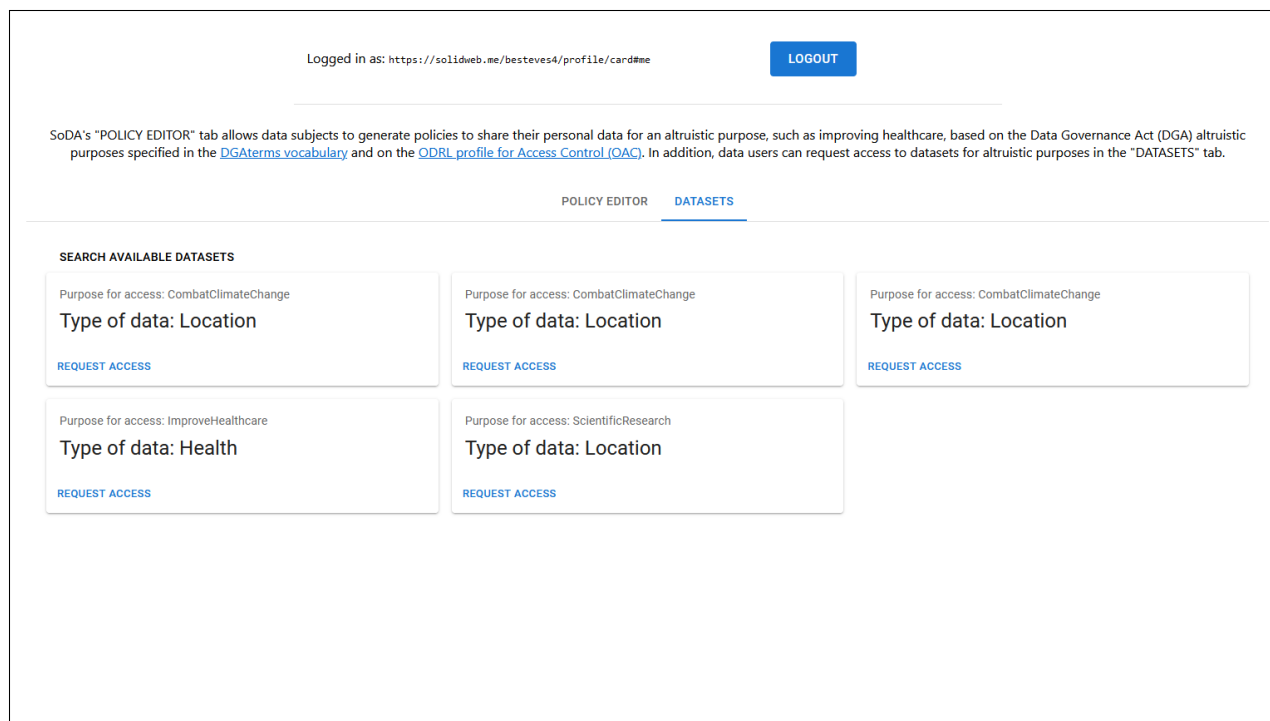 Logged in as: https://solidweb.me/besteves4/profile/card#me
LOGOUT
SoDA's "POLICY EDITOR" tab allows data subjects to generate policies to share their personal data for an altruistic purpose, such as improving healthcare, based on the Data Governance Act (DGA) altruistic
purposes specified in the DGAterms vocabulary and on the ODRL profile for Access Control (OAC). In addition, data users can request access to datasets for altruistic purposes in the "DATASETS" tab.
POLICY EDITOR
DATASETS
SEARCH AVAILABLE DATASETS
Purpose for access: CombatClimateChange
Type of data: Location
REQUEST ACCESS
Purpose for access: CombatClimateChange
Type of data: Location
REQUEST ACCESS
Purpose for access: CombatClimateChange
Type of data: Location
REQUEST ACCESS
Purpose for access: ImproveHealthcare
Type of data: Health
REQUEST ACCESS
Purpose for access: ScientificResearch
Type of data: Location
REQUEST ACCESS